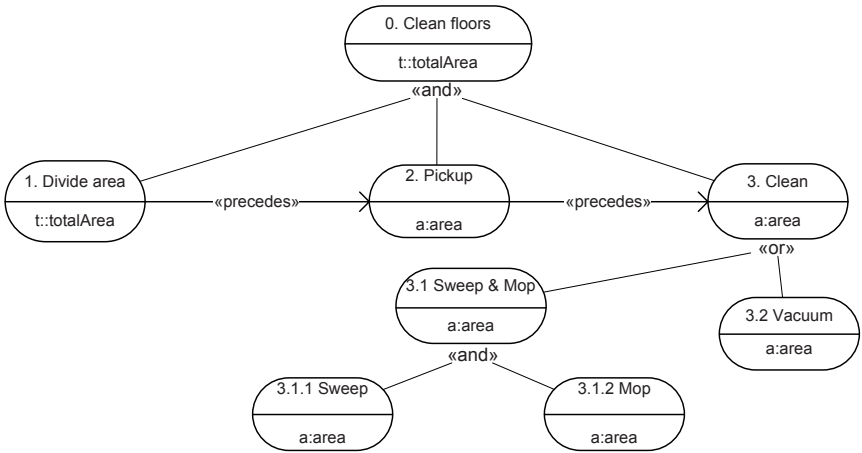 0. Clean floors
t::totalArea
«and»
1. Divide area
t::totalArea
«precedes»
2. Pickup
a:area
«precedes»
3. Clean
a:area
«or»
3.1 Sweep & Mop
a:area
«and»
3.2 Vacuum
a:area
3.1.1 Sweep
a:area
3.1.2 Mop
a:area